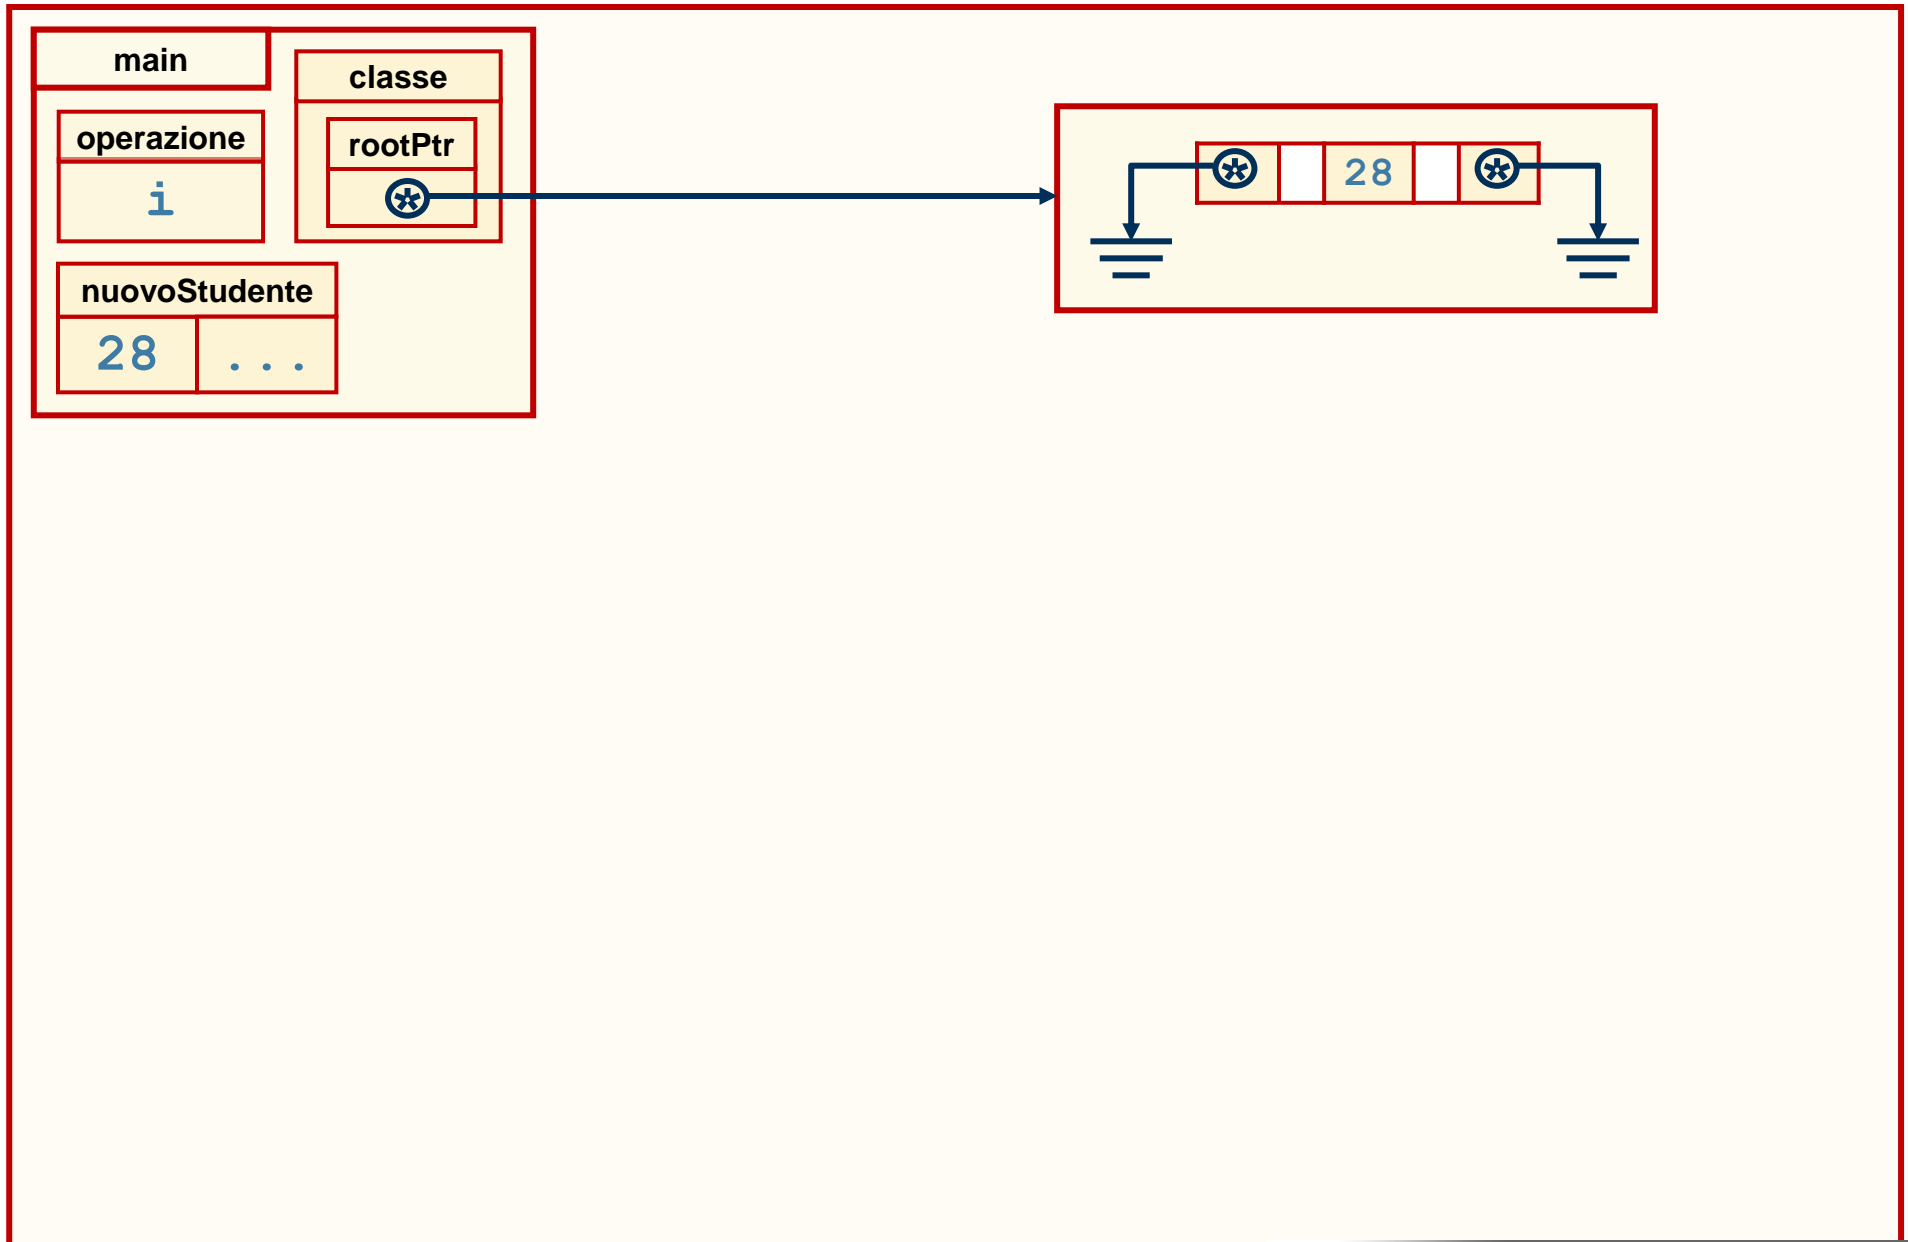 main
classe
operazione
rootPtr
i
nuovoStudente
28 ...
28